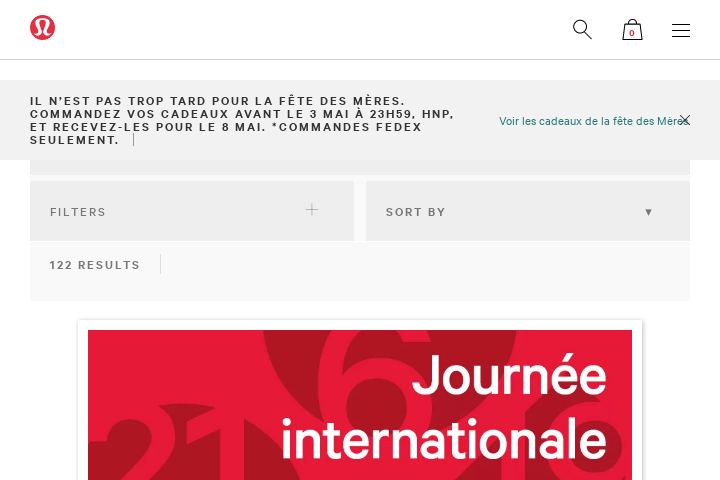 0
IL N'EST PAS TROP TARD POUR LA FÊTE DES MÈRES.
COMMANDEZ VOS CADEAUX AVANT LE 3 MAI À 23H59, HNP,
ET RECEVEZ-LES POUR LE 8 MAI. *COMMANDES FEDEX
SEULEMENT.
Voir les cadeaux de la fête des Mères
FILTERS
SORT BY
122 RESULTS
Journée
internationale